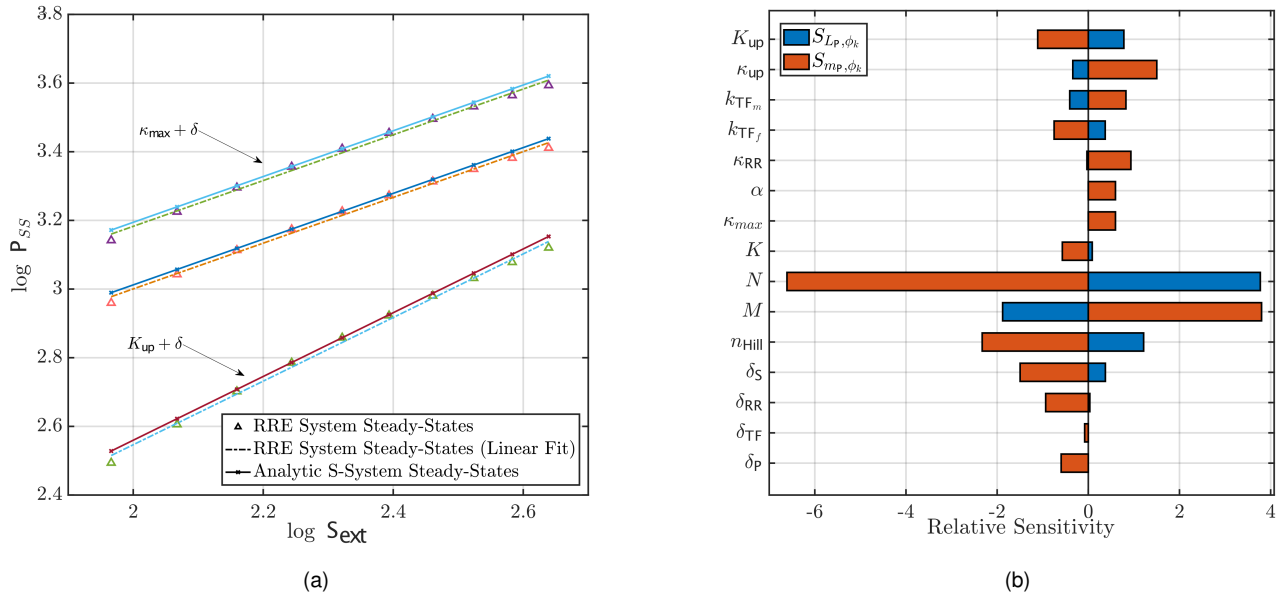 3.8
3.6
3.4
3.2
3
2.8
2.6
2.4
log P_SS
κ_max + δ
K_up + δ
RRE System Steady-States
RRE System Steady-States (Linear Fit)
Analytic S-System Steady-States
2 2.2 2.4 2.6
log S_ext
(a)
S_{L_P,ϕ_k}
S_{m_P,ϕ_k}
K_up
κ_up
k_{TF_m}
k_{TF_f}
κ_RR
α
κ_max
K
N
M
n_Hill
δ_S
δ_RR
δ_TF
δ_P
-6 -4 -2 0 2 4
Relative Sensitivity
(b)